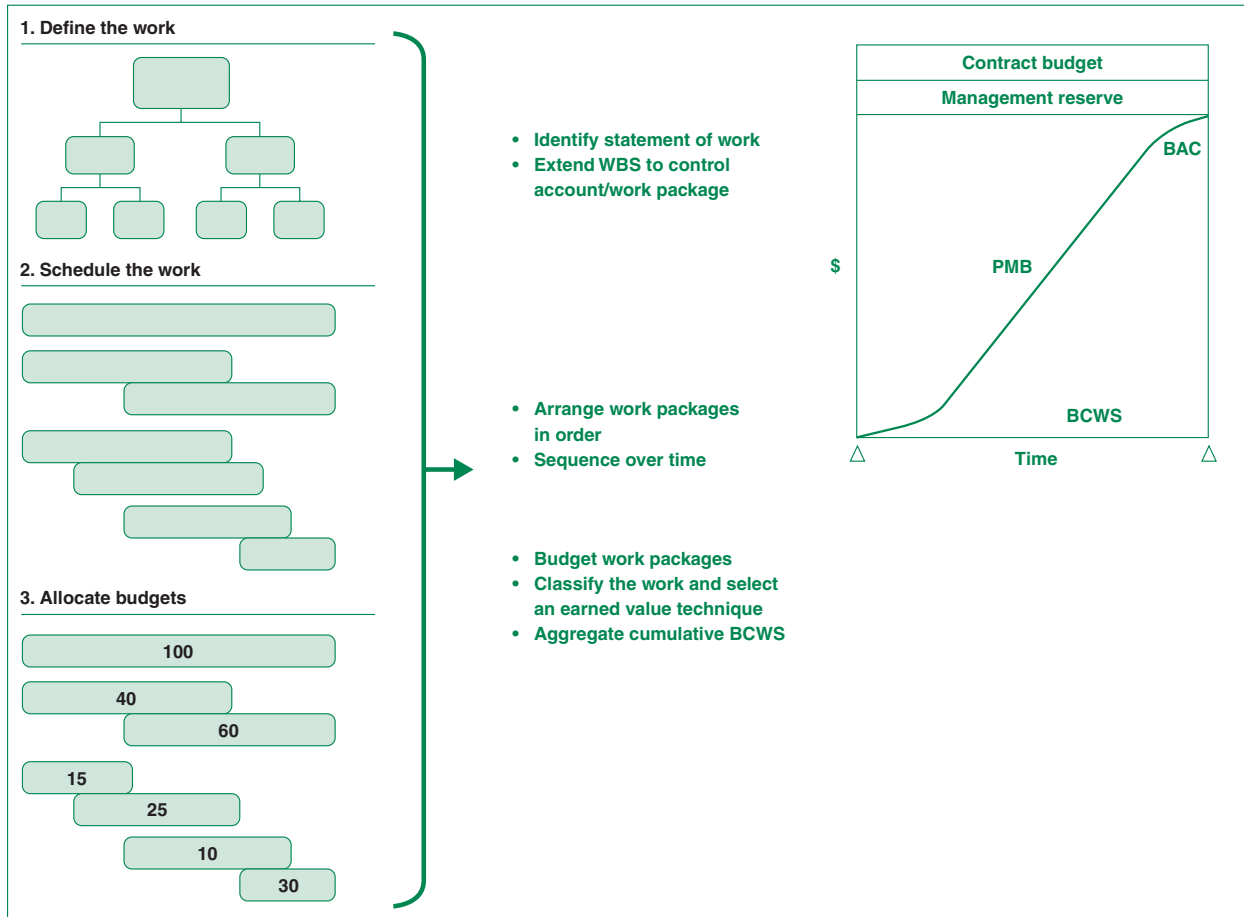 1. Define the work
2. Schedule the work
3. Allocate budgets
100
40
60
15
25
10
30
• Identify statement of work
• Extend WBS to control
account/work package
• Arrange work packages
in order
• Sequence over time
• Budget work packages
• Classify the work and select
an earned value technique
• Aggregate cumulative BCWS
Contract budget
Management reserve
BAC
$
PMB
BCWS
Time